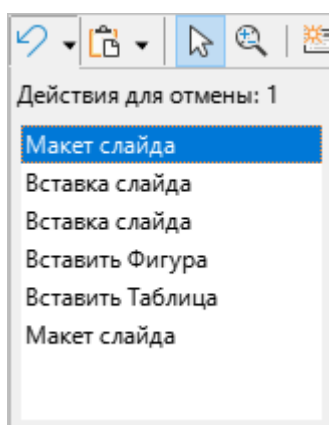 Действия для отмены: 1
Макет слайда
Вставка слайда
Вставка слайда
Вставить Фигура
Вставить Таблица
Макет слайда